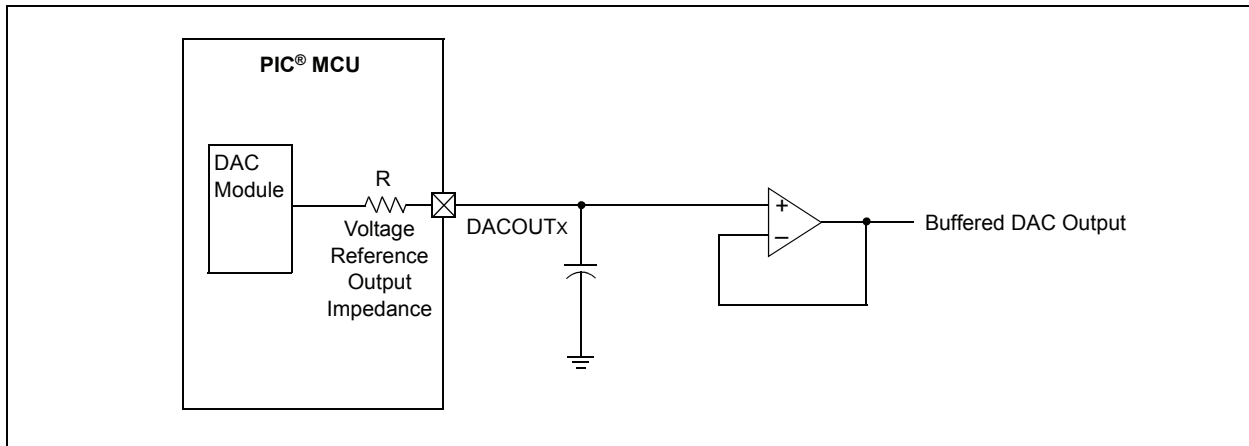 PIC® MCU
DAC
Module
R
Voltage
Reference
Output
Impedance
DACOUTX
+
–
Buffered DAC Output